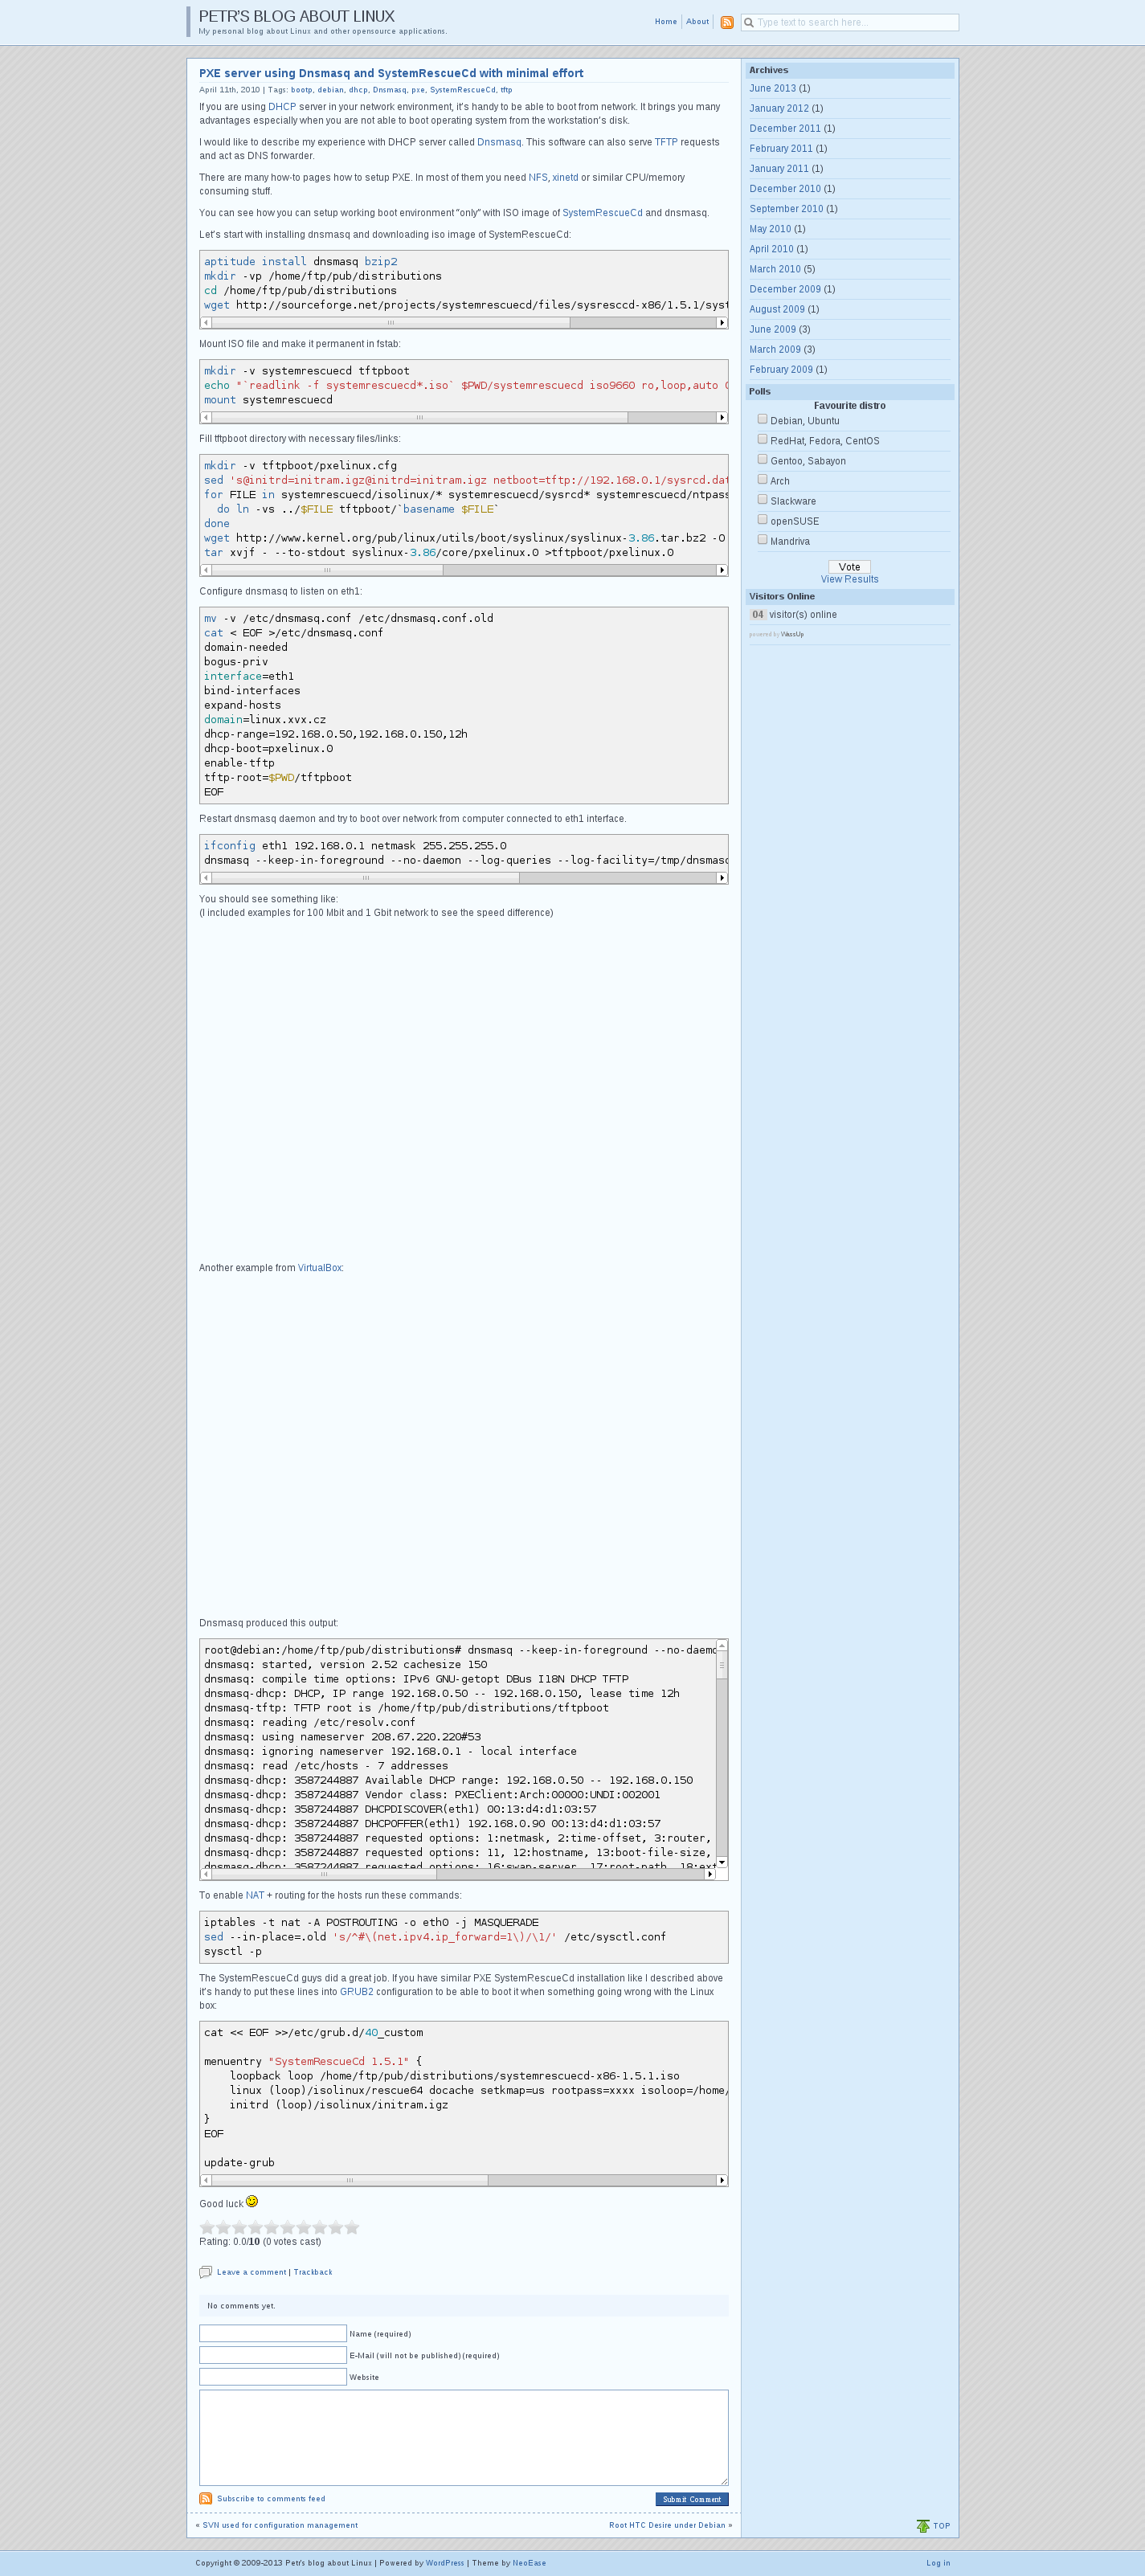 PETR'S BLOG ABOUT LINUX
My personal blog about Linux and other opensource applications.
Home
About
Type text to search here...
PXE server using Dnsmasq and SystemRescueCd with minimal effort
April 11th, 2010 | Tags: bootp, debian, dhcp, Dnsmasq, pxe, SystemRescueCd, tftp
If you are using DHCP server in your network environment, it's handy to be able to boot from network. It brings you many
advantages especially when you are not able to boot operating system from the workstation's disk.
I would like to describe my experience with DHCP server called Dnsmasq. This software can also serve TFTP requests
and act as DNS forwarder.
There are many how-to pages how to setup PXE. In most of them you need NFS, xinetd or similar CPU/memory
consuming stuff.
You can see how you can setup working boot environment "only" with ISO image of SystemRescueCd and dnsmasq.
Let's start with installing dnsmasq and downloading iso image of SystemRescueCd:
aptitude install dnsmasq bzip2
mkdir -vp /home/ftp/pub/distributions
cd /home/ftp/pub/distributions
wget http://sourceforge.net/projects/systemrescuecd/files/sysresccd-x86/1.5.1/syst
Mount ISO file and make it permanent in fstab:
mkdir -v systemrescuecd tftpboot
echo "`readlink -f systemrescuecd*.iso` $PWD/systemrescuecd iso9660 ro,loop,auto 0
mount systemrescuecd
Fill tftpboot directory with necessary files/links:
mkdir -v tftpboot/pxelinux.cfg
sed 's@initrd=initram.igz@initrd=initram.igz netboot=tftp://192.168.0.1/sysrcd.dat
for FILE in systemrescuecd/isolinux/* systemrescuecd/sysrcd* systemrescuecd/ntpass
do ln -vs ../$FILE tftpboot/`basename $FILE`
done
wget http://www.kernel.org/pub/linux/utils/boot/syslinux/syslinux-3.86.tar.bz2 -O
tar xvjf - --to-stdout syslinux-3.86/core/pxelinux.0 >tftpboot/pxelinux.0
Configure dnsmasq to listen on eth1:
mv -v /etc/dnsmasq.conf /etc/dnsmasq.conf.old
cat < EOF >/etc/dnsmasq.conf
domain-needed
bogus-priv
interface=eth1
bind-interfaces
expand-hosts
domain=linux.xvx.cz
dhcp-range=192.168.0.50,192.168.0.150,12h
dhcp-boot=pxelinux.0
enable-tftp
tftp-root=$PWD/tftpboot
EOF
Restart dnsmasq daemon and try to boot over network from computer connected to eth1 interface.
ifconfig eth1 192.168.0.1 netmask 255.255.255.0
dnsmasq --keep-in-foreground --no-daemon --log-queries --log-facility=/tmp/dnsmasq
You should see something like:
(I included examples for 100 Mbit and 1 Gbit network to see the speed difference)
Another example from VirtualBox:
Dnsmasq produced this output:
root@debian:/home/ftp/pub/distributions# dnsmasq --keep-in-foreground --no-daemo
dnsmasq: started, version 2.52 cachesize 150
dnsmasq: compile time options: IPv6 GNU-getopt DBus I18N DHCP TFTP
dnsmasq-dhcp: DHCP, IP range 192.168.0.50 -- 192.168.0.150, lease time 12h
dnsmasq-tftp: TFTP root is /home/ftp/pub/distributions/tftpboot
dnsmasq: reading /etc/resolv.conf
dnsmasq: using nameserver 208.67.220.220#53
dnsmasq: ignoring nameserver 192.168.0.1 - local interface
dnsmasq: read /etc/hosts - 7 addresses
dnsmasq-dhcp: 3587244887 Available DHCP range: 192.168.0.50 -- 192.168.0.150
dnsmasq-dhcp: 3587244887 Vendor class: PXEClient:Arch:00000:UNDI:002001
dnsmasq-dhcp: 3587244887 DHCPDISCOVER(eth1) 00:13:d4:d1:03:57
dnsmasq-dhcp: 3587244887 DHCPOFFER(eth1) 192.168.0.90 00:13:d4:d1:03:57
dnsmasq-dhcp: 3587244887 requested options: 1:netmask, 2:time-offset, 3:router,
dnsmasq-dhcp: 3587244887 requested options: 11, 12:hostname, 13:boot-file-size,
dnsmasq-dhcp: 3587244887 requested options: 16:swap-server, 17:root-path, 18:ext
To enable NAT + routing for the hosts run these commands:
iptables -t nat -A POSTROUTING -o eth0 -j MASQUERADE
sed --in-place=.old 's/^#\(net.ipv4.ip_forward=1\)/\1/' /etc/sysctl.conf
sysctl -p
The SystemRescueCd guys did a great job. If you have similar PXE SystemRescueCd installation like I described above
it's handy to put these lines into GRUB2 configuration to be able to boot it when something going wrong with the Linux
box:
cat << EOF >>/etc/grub.d/40_custom
menuentry "SystemRescueCd 1.5.1" {
loopback loop /home/ftp/pub/distributions/systemrescuecd-x86-1.5.1.iso
linux (loop)/isolinux/rescue64 docache setkmap=us rootpass=xxxx isoloop=/home/
initrd (loop)/isolinux/initram.igz
}
EOF
update-grub
Good luck
Rating: 0.0/10 (0 votes cast)
Leave a comment | Trackback
No comments yet.
Name (required)
E-Mail (will not be published) (required)
Website
Subscribe to comments feed
Submit Comment
« SVN used for configuration management
Root HTC Desire under Debian »
Archives
June 2013 (1)
January 2012 (1)
December 2011 (1)
February 2011 (1)
January 2011 (1)
December 2010 (1)
September 2010 (1)
May 2010 (1)
April 2010 (1)
March 2010 (5)
December 2009 (1)
August 2009 (1)
June 2009 (3)
March 2009 (3)
February 2009 (1)
Polls
Favourite distro
Debian, Ubuntu
RedHat, Fedora, CentOS
Gentoo, Sabayon
Arch
Slackware
openSUSE
Mandriva
Vote
View Results
Visitors Online
04 visitor(s) online
powered by WassUp
TOP
Copyright © 2009-2013 Petr's blog about Linux | Powered by WordPress | Theme by NeoEase
Log in